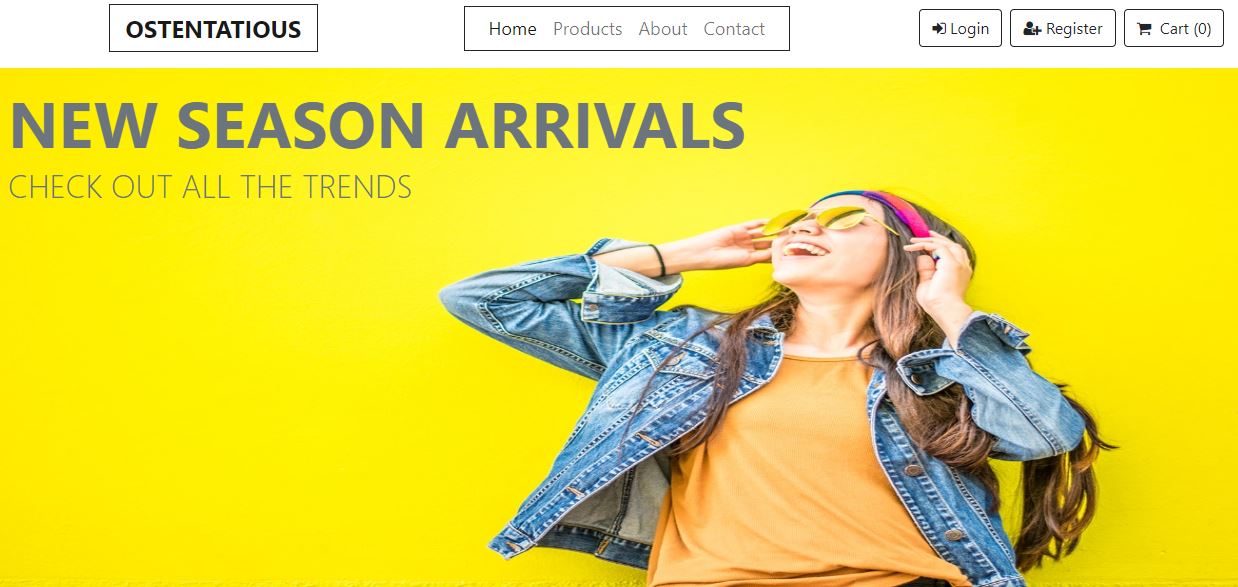 OSTENTATIOUS
Home Products About Contact
Login Register Cart (0)
NEW SEASON ARRIVALS
CHECK OUT ALL THE TRENDS